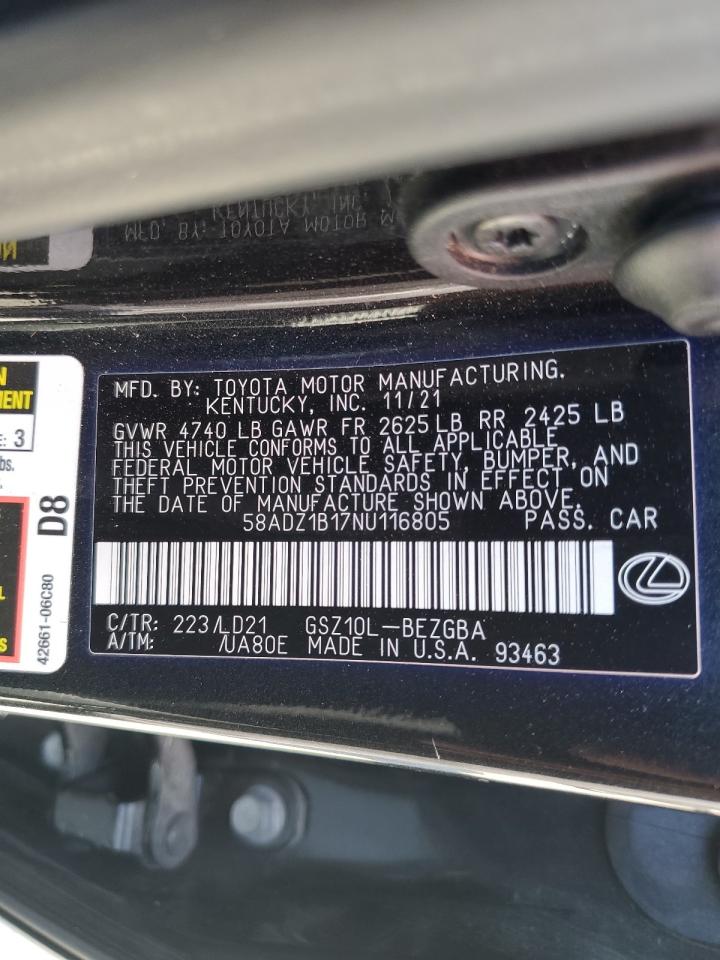 MFD. BY: TOYOTA MOTOR MANUFACTURING.
KENTUCKY, INC. 11/21
GVWR 4740 LB GAWR FR 2625 LB RR 2425 LB
THIS VEHICLE CONFORMS TO ALL APPLICABLE
FEDERAL MOTOR VEHICLE SAFETY, BUMPER, AND
THEFT PREVENTION STANDARDS IN EFFECT ON
THE DATE OF MANUFACTURE SHOWN ABOVE.
58ADZ1B17NU116805 PASS. CAR
C/TR: 223/LD21 GSZ10L-BEZGBA
A/TM: /UA80E MADE IN U.S.A. 93463
3
D8
42661-06C80